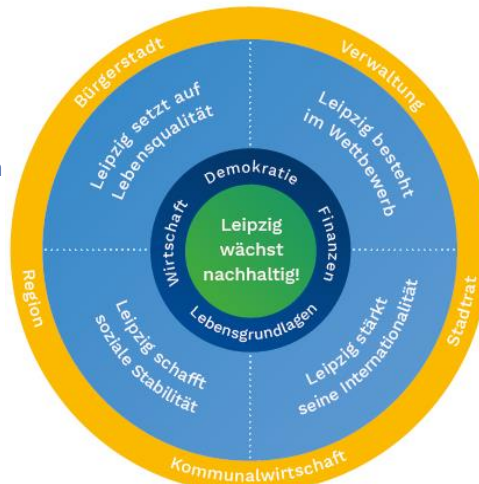 Bürgerstadt
Verwaltung
Leipzig setzt auf
Lebensqualität
Leipzig besteht
im Wettbewerb
Demokratie
Wirtschaft
Finanzen
Leipzig
wächst
nachhaltig!
Lebensgrundlagen
Region
Stadtrat
Leipzig schafft
soziale Stabilität
Leipzig stärkt
seine Internationalität
Kommunalwirtschaft